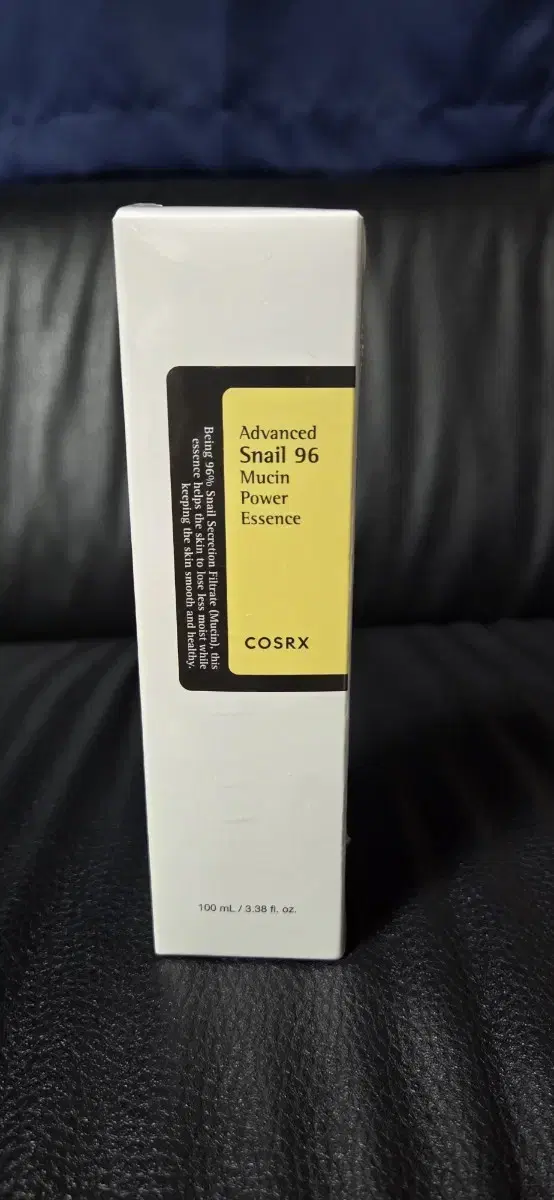 Advanced
Snail 96
Mucin
Power
Essence
COSRX
Being 96% Snail Secretion Filtrate (Mucin), this
essence helps the skin to lose less moist while
keeping the skin smooth and healthy.
100 mL / 3.38 fl. oz.